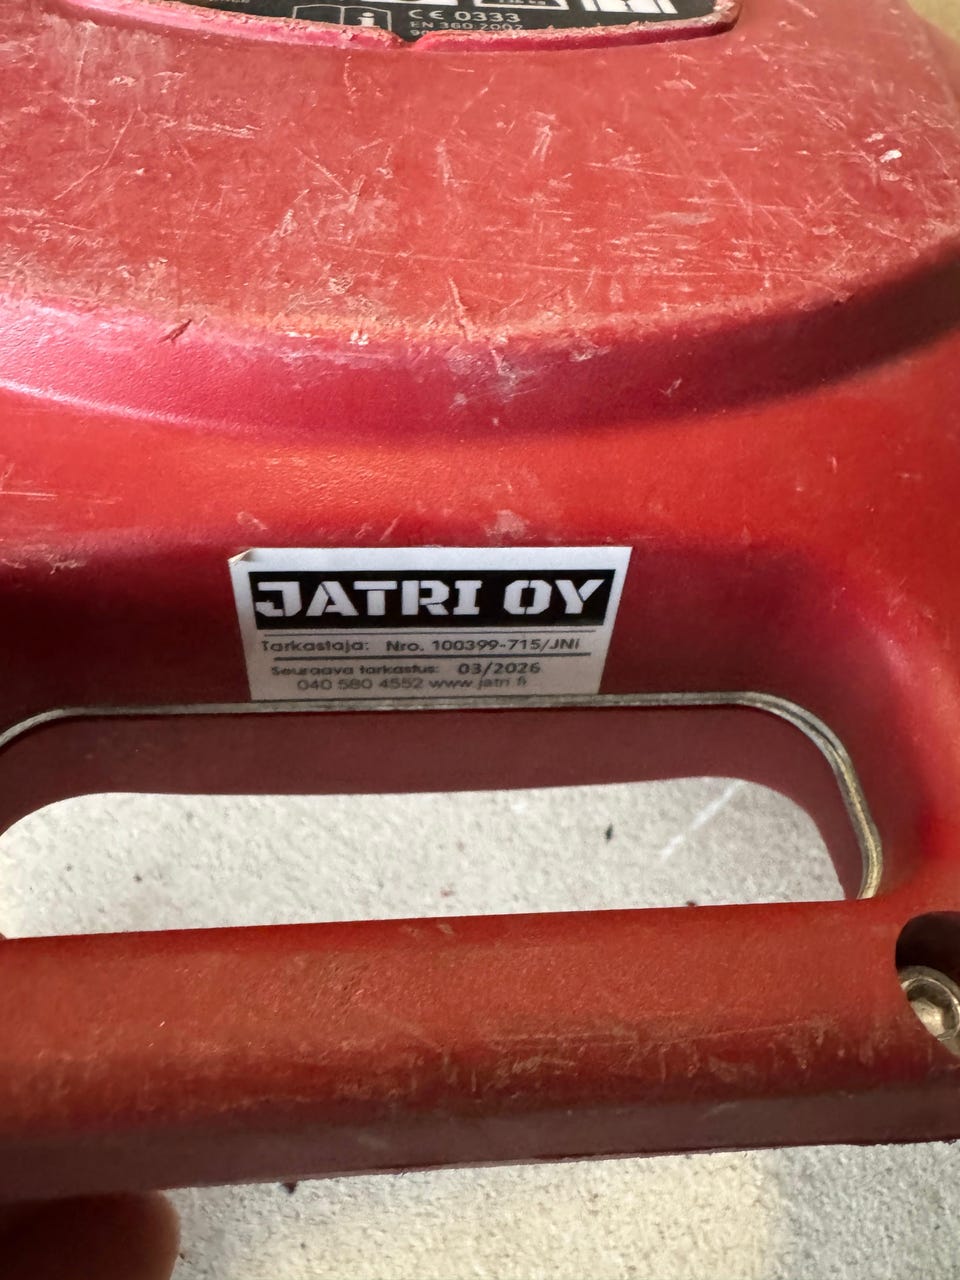 CE 0333
EN 360:2002
JATRI OY
Tarkastaja: Nro. 100399-715/JNi
Seuraava tarkastus: 03/2026
040 580 4552 www.jatri.fi